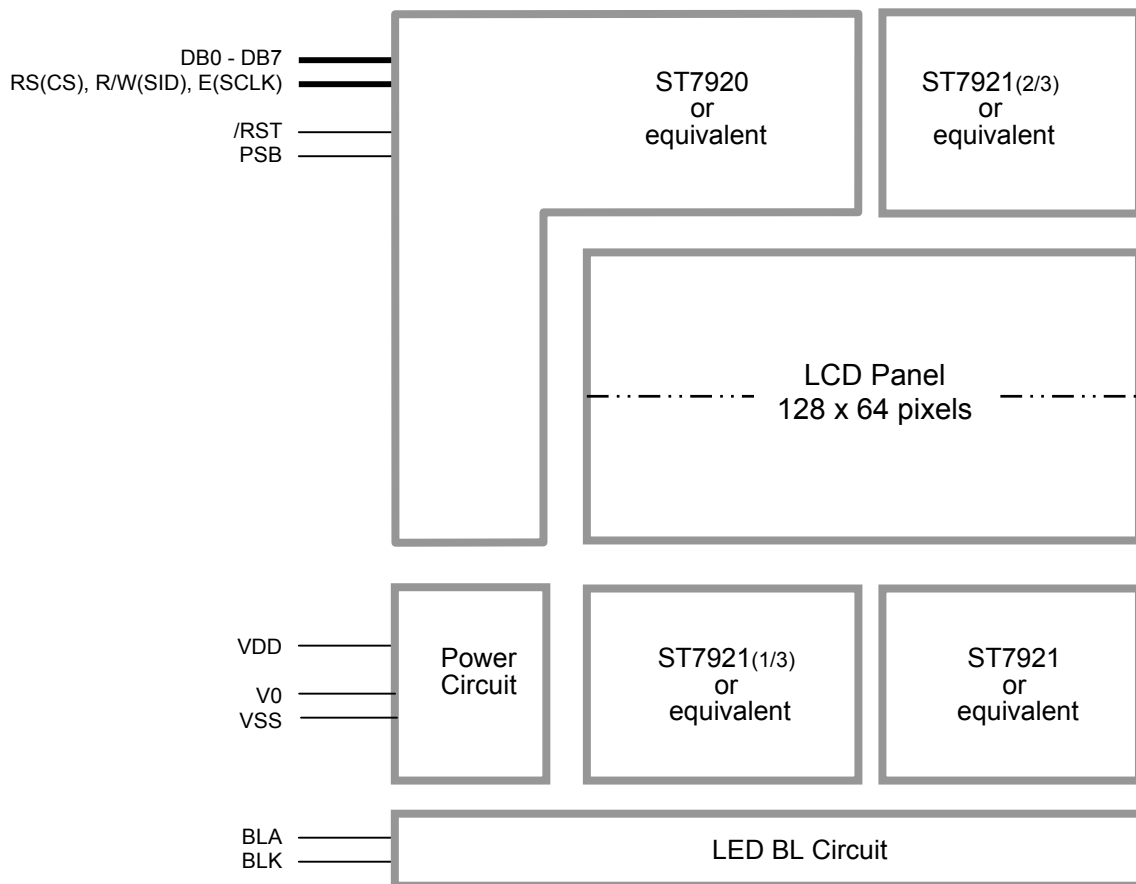 DB0 - DB7
RS(CS), R/W(SID), E(SCLK)
/RST
PSB
ST7920
or
equivalent
ST7921(2/3)
or
equivalent
LCD Panel
128 x 64 pixels
VDD
V0
VSS
Power
Circuit
ST7921(1/3)
or
equivalent
ST7921
or
equivalent
BLA
BLK
LED BL Circuit